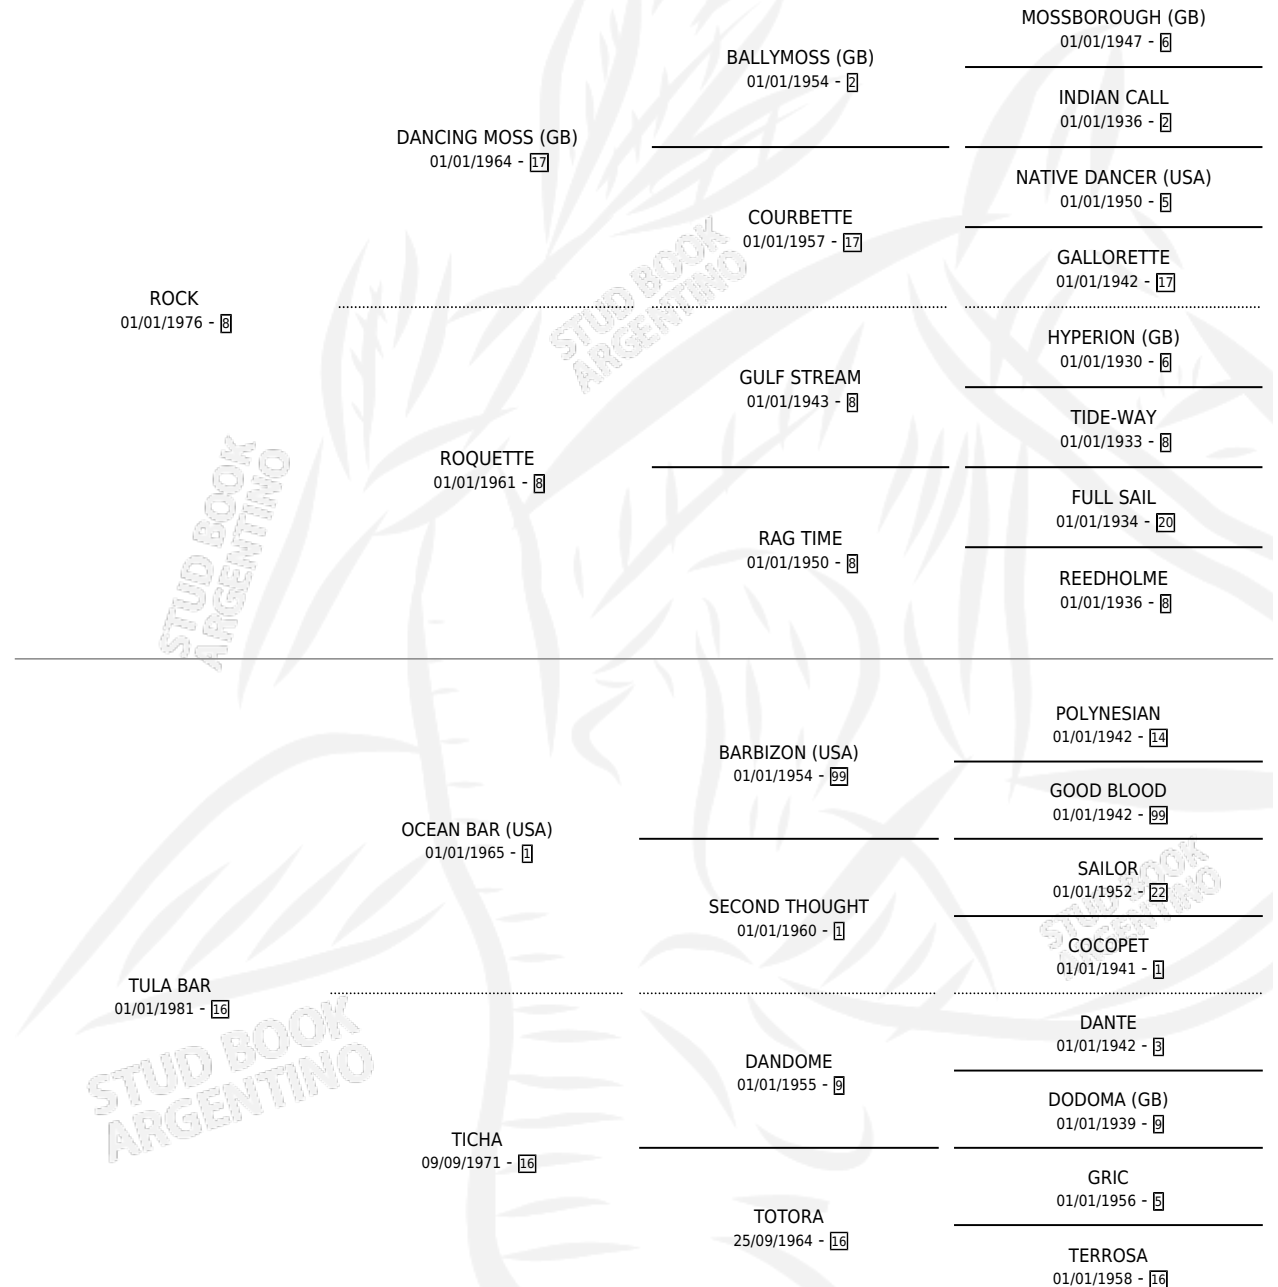 MOSSBOROUGH (GB)
01/01/1947 - 6
BALLYMOSS (GB)
01/01/1954 - 2
INDIAN CALL
01/01/1936 - 2
DANCING MOSS (GB)
01/01/1964 - 17
NATIVE DANCER (USA)
01/01/1950 - 5
COURBETTE
01/01/1957 - 17
GALLORETTE
01/01/1942 - 17
ROCK
01/01/1976 - 8
HYPERION (GB)
01/01/1930 - 6
GULF STREAM
01/01/1943 - 8
TIDE-WAY
01/01/1933 - 8
ROQUETTE
01/01/1961 - 8
FULL SAIL
01/01/1934 - 20
RAG TIME
01/01/1950 - 8
REEDHOLME
01/01/1936 - 8
POLYNESIAN
01/01/1942 - 14
BARBIZON (USA)
01/01/1954 - 99
GOOD BLOOD
01/01/1942 - 99
OCEAN BAR (USA)
01/01/1965 - 1
SAILOR
01/01/1952 - 22
SECOND THOUGHT
01/01/1960 - 1
COCOPET
01/01/1941 - 1
TULA BAR
01/01/1981 - 16
DANTE
01/01/1942 - 3
DANDOME
01/01/1955 - 9
DODOMA (GB)
01/01/1939 - 9
TICHA
09/09/1971 - 16
GRIC
01/01/1956 - 5
TOTORA
25/09/1964 - 16
TERROSA
01/01/1958 - 16
STUD BOOK
ARGENTINO
STUD BOOK
ARGENTINO
STUD BOOK
ARGENTINO
STUD BOOK
ARGENTINO